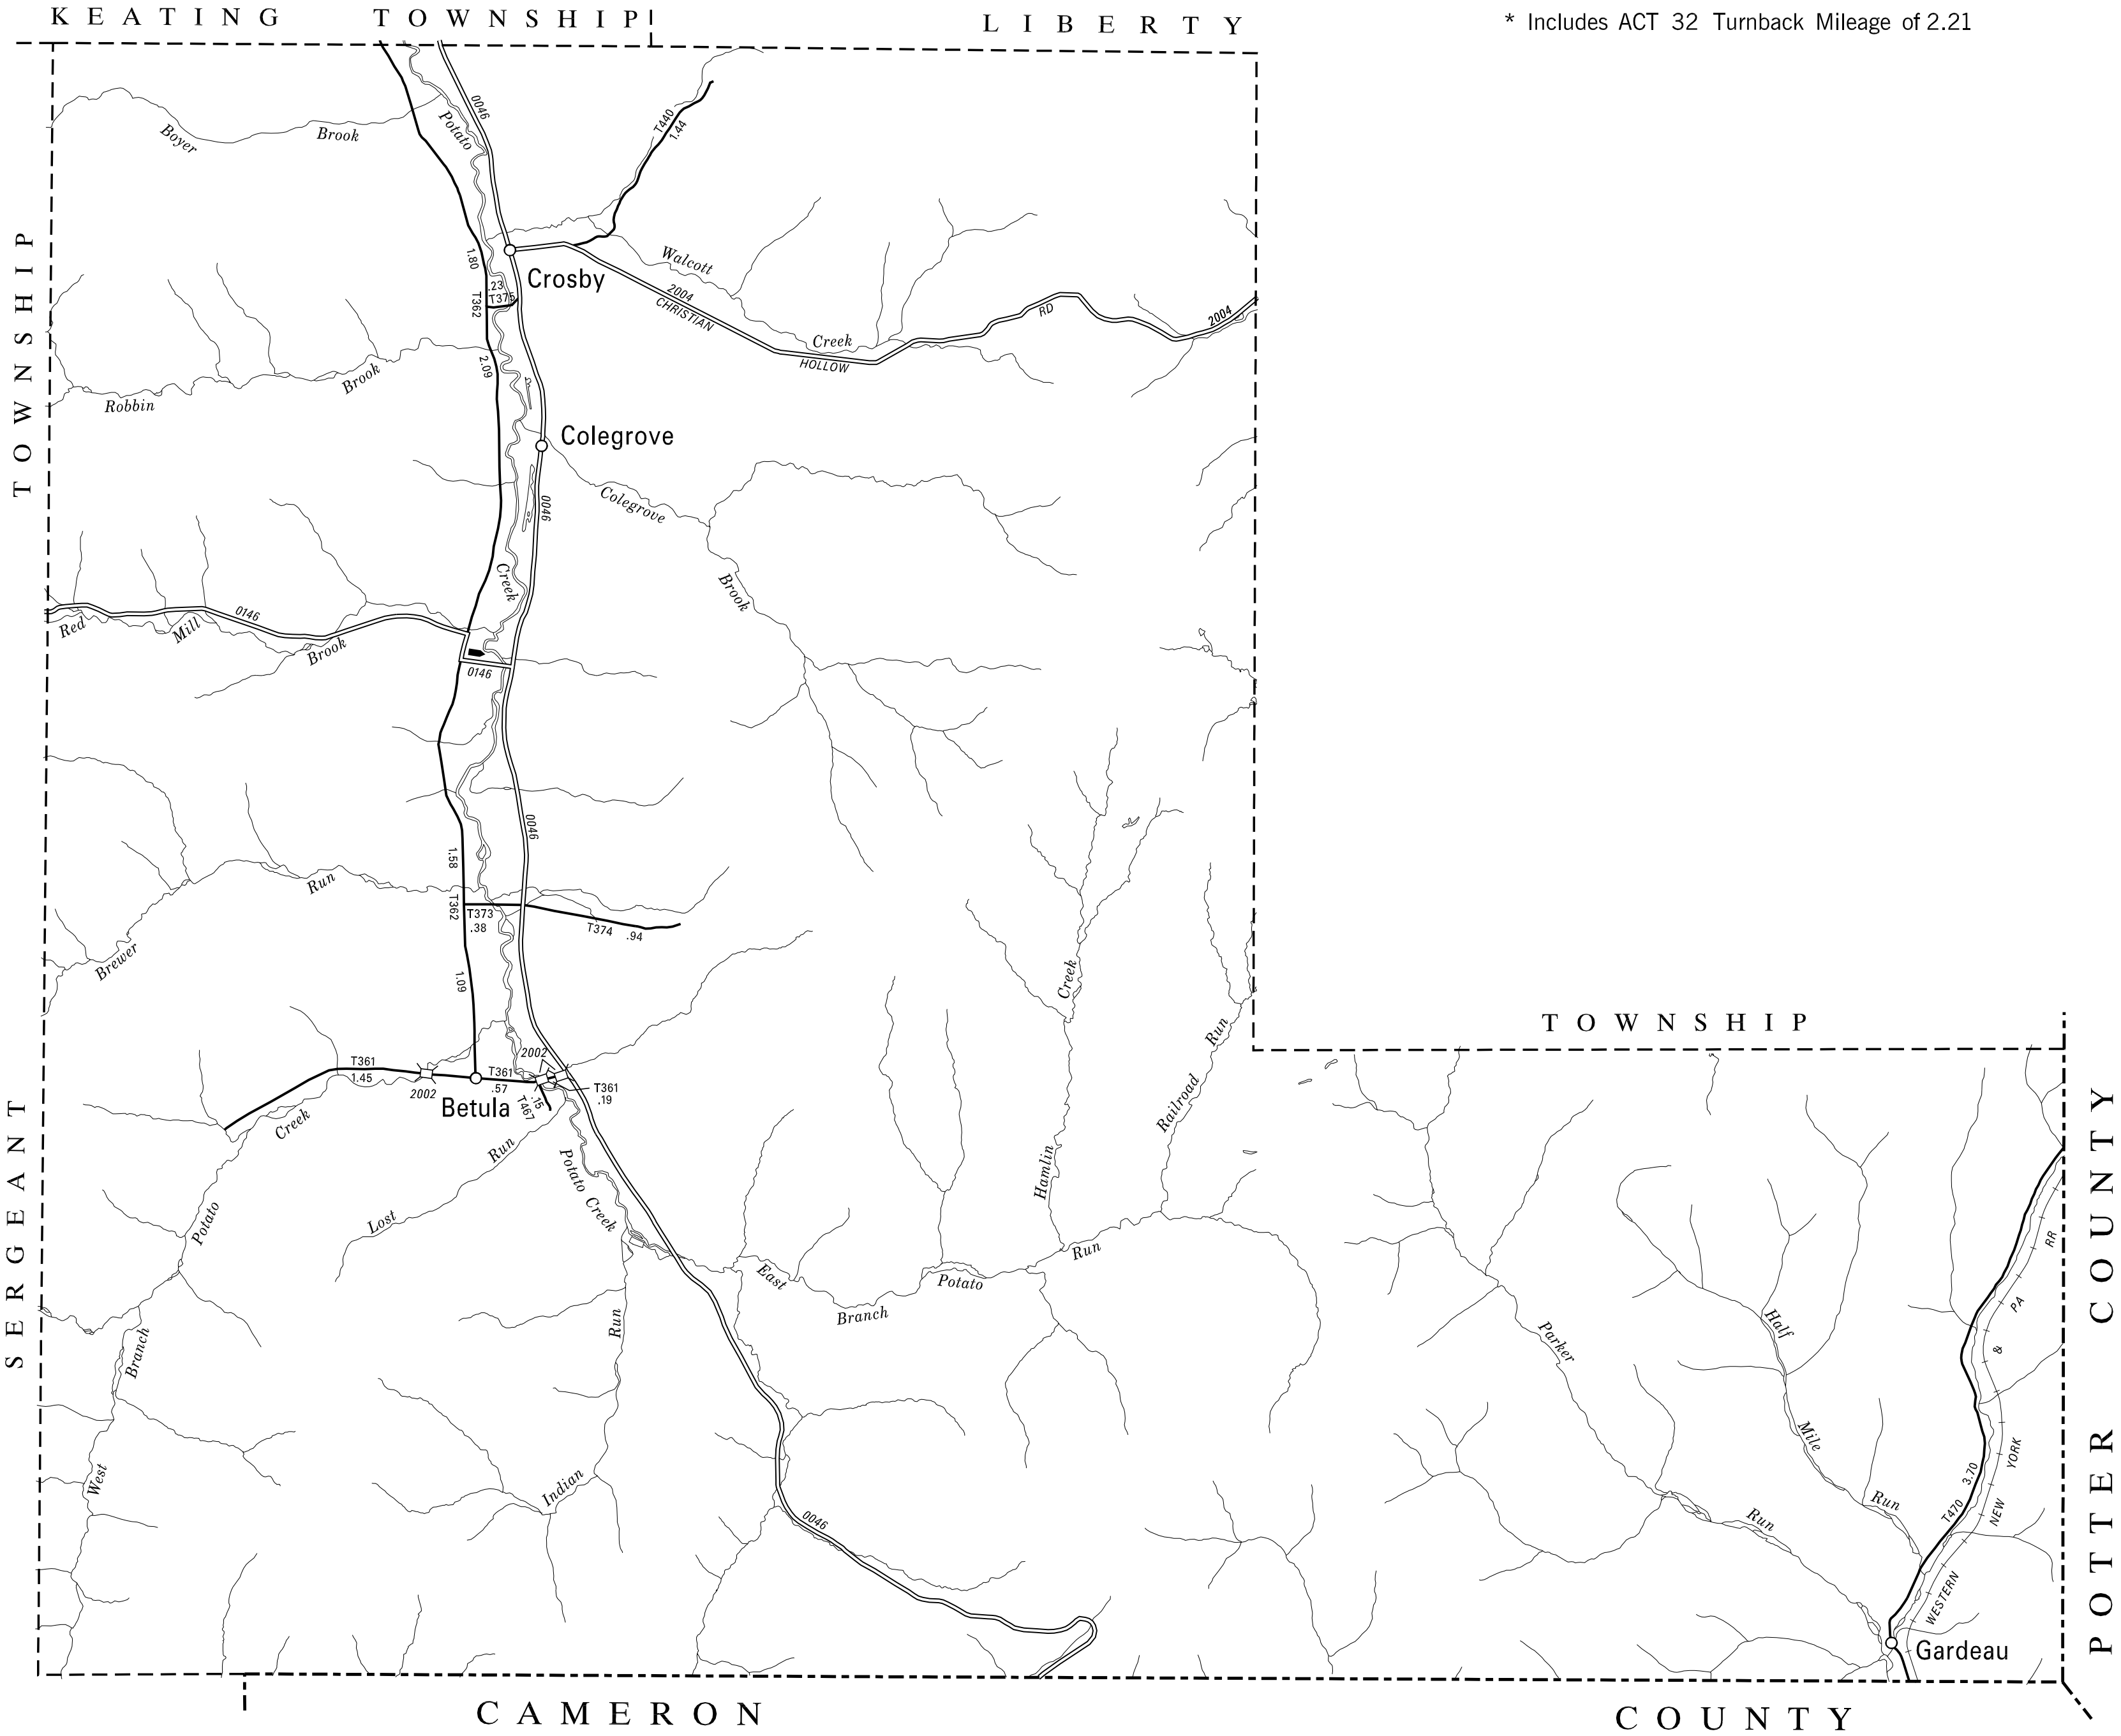 KEATING TOWNSHIP
LIBERTY
* Includes ACT 32 Turnback Mileage of 2.21
0046
Potato
T440
1.44
Boyer
Brook
TOWNSHIP
1.80
.23
T375
T362
Crosby
Walcott
2004
CHRISTIAN
Creek
HOLLOW
RD
2004
2.09
Brook
Robbin
Colegrove
0046
Colegrove
Creek
Brook
0146
Red
Mill
Brook
0146
0046
1.58
Run
T362
T373
.38
T374
.94
Brewer
1.09
Creek
Run
TOWNSHIP
2002
T361
1.45
T361
.57
T361
.19
2002
Betula
.15
T467
SERGEANT
Creek
Run
Railroad
Potato Creek
Hamlin
Lost
Potato
POTTER COUNTY
RR
PA
&
East
Run
Potato
Branch
Run
Branch
Half
Parker
Mile
YORK
3.70
West
Indian
Run
T470
NEW
Run
0046
WESTERN
Gardeau
CAMERON
COUNTY